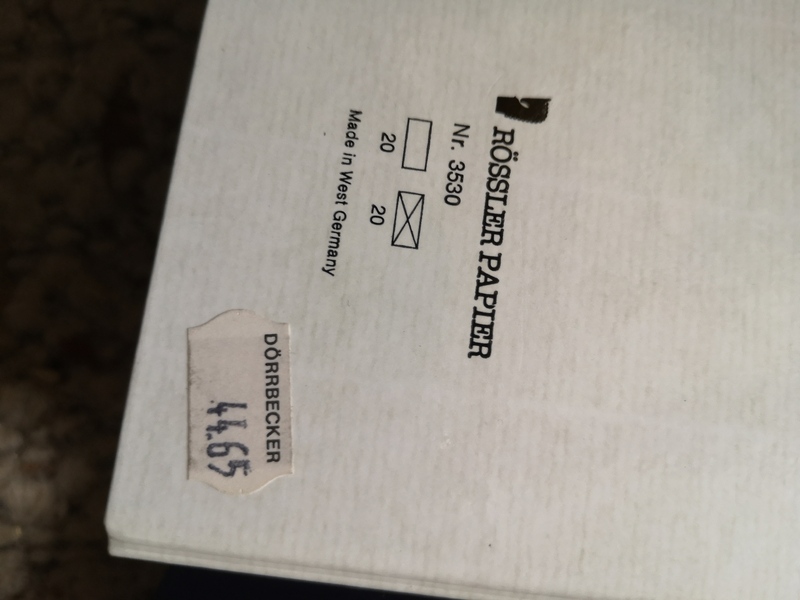 RÖSSLER PAPIER
Nr. 3530
20 20
Made in West Germany
DÖRRBECKER
44.65